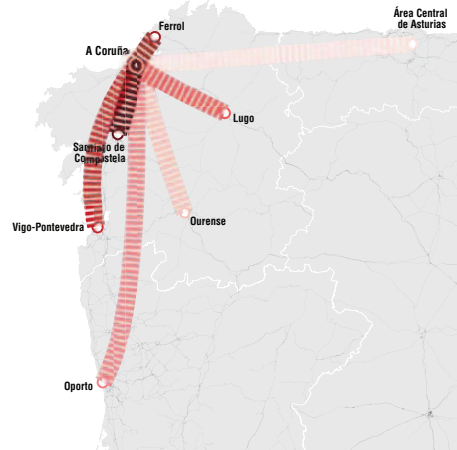 Área Central
de Asturias
Ferrol
A Coruña
Lugo
Santiago de
Compostela
Ourense
Vigo-Pontevedra
Oporto